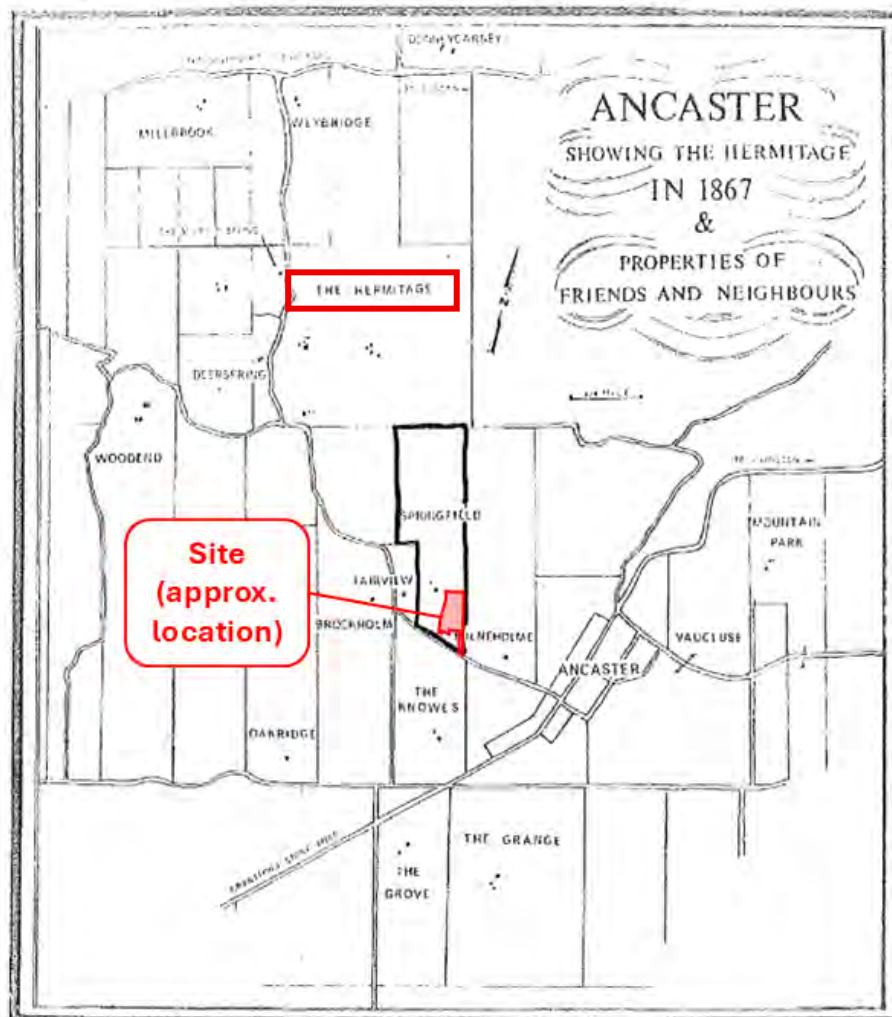 ANCASTER
SHOWING THE HERMITAGE
IN 1867
&
PROPERTIES OF
FRIENDS AND NEIGHBOURS
MILLBROOK
WEYBRIDGE
THE HERMITAGE
DEERSPRING
WOODEND
SPRINGFIELD
MOUNTAIN
PARK
Site
(approx.
location)
FAIRVIEW
BROCKHOLM
ANCASTER
VAUCLUSE
THE
KNOWES
OAKRIDGE
THE GRANGE
THE
GROVE